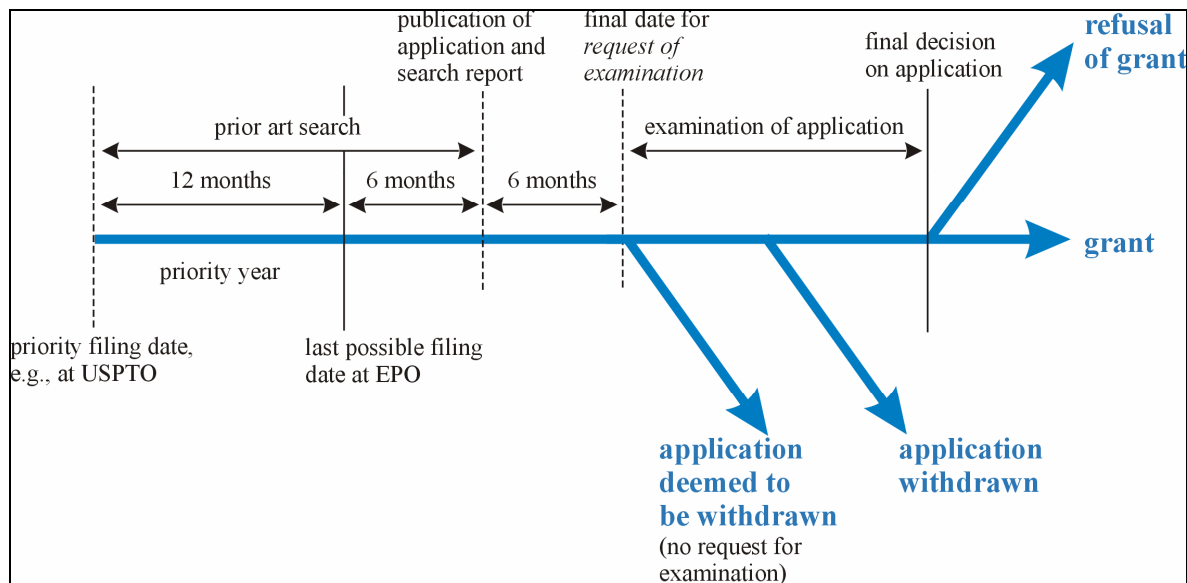 publication of
application and
search report
final date for
request of
examination
final decision
on application
refusal
of grant
prior art search
examination of application
12 months
6 months
6 months
priority year
grant
priority filing date,
e.g., at USPTO
last possible filing
date at EPO
application
deemed to
be withdrawn
(no request for
examination)
application
withdrawn